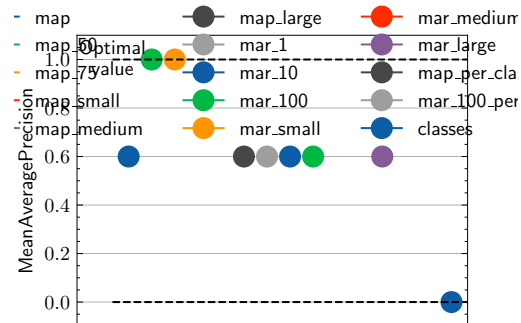 map
map_50
map_75
map_small
map_medium
map_large
mar_1
mar_10
mar_100
mar_small
mar_medium
mar_large
map_per_cla
mar_100_per
classes
Optimal
value
MeanAveragePrecision
1.0
0.8
0.6
0.4
0.2
0.0